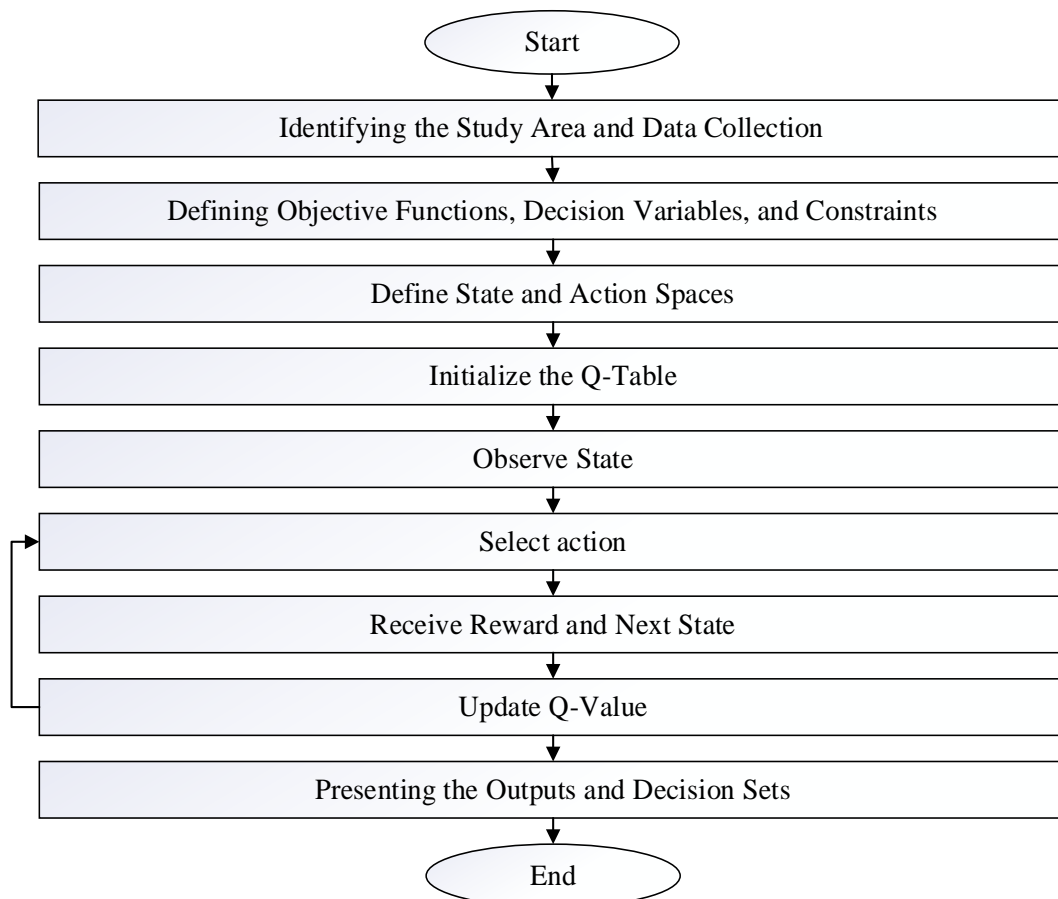 Start
Identifying the Study Area and Data Collection
Defining Objective Functions, Decision Variables, and Constraints
Define State and Action Spaces
Initialize the Q-Table
Observe State
Select action
Receive Reward and Next State
Update Q-Value
Presenting the Outputs and Decision Sets
End